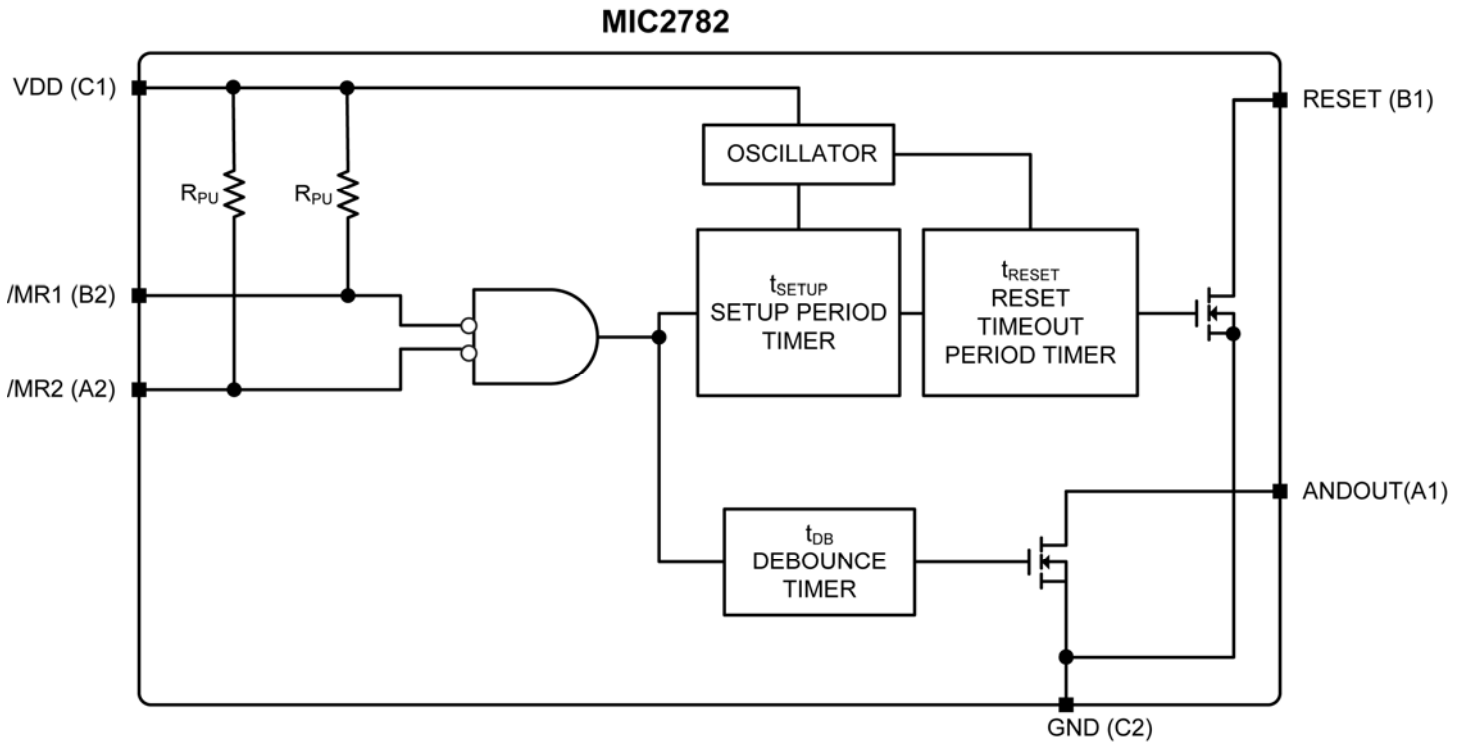 MIC2782
VDD (C1)
RESET (B1)
OSCILLATOR
RPU
RPU
/MR1 (B2)
tSETUP
SETUP PERIOD
TIMER
tRESET
RESET
TIMEOUT
PERIOD TIMER
/MR2 (A2)
ANDOUT(A1)
tDB
DEBOUNCE
TIMER
GND (C2)